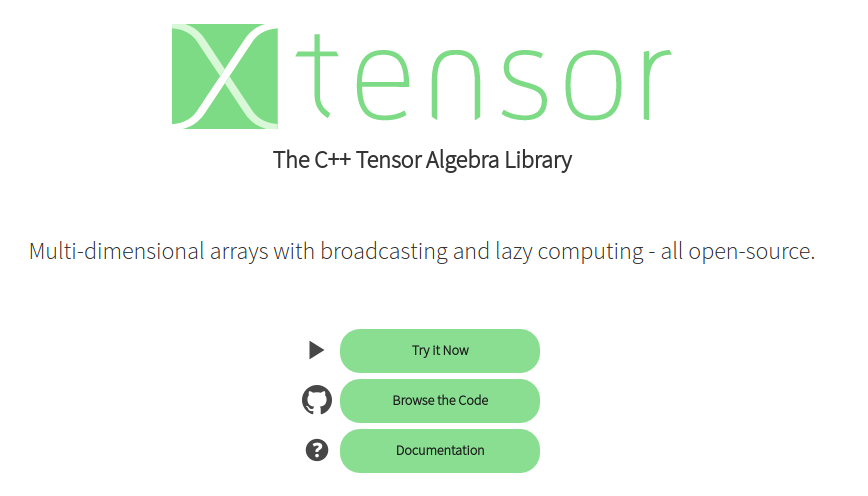 Xtensor
The C++ Tensor Algebra Library
Multi-dimensional arrays with broadcasting and lazy computing - all open-source.
Try it Now
Browse the Code
?
Documentation